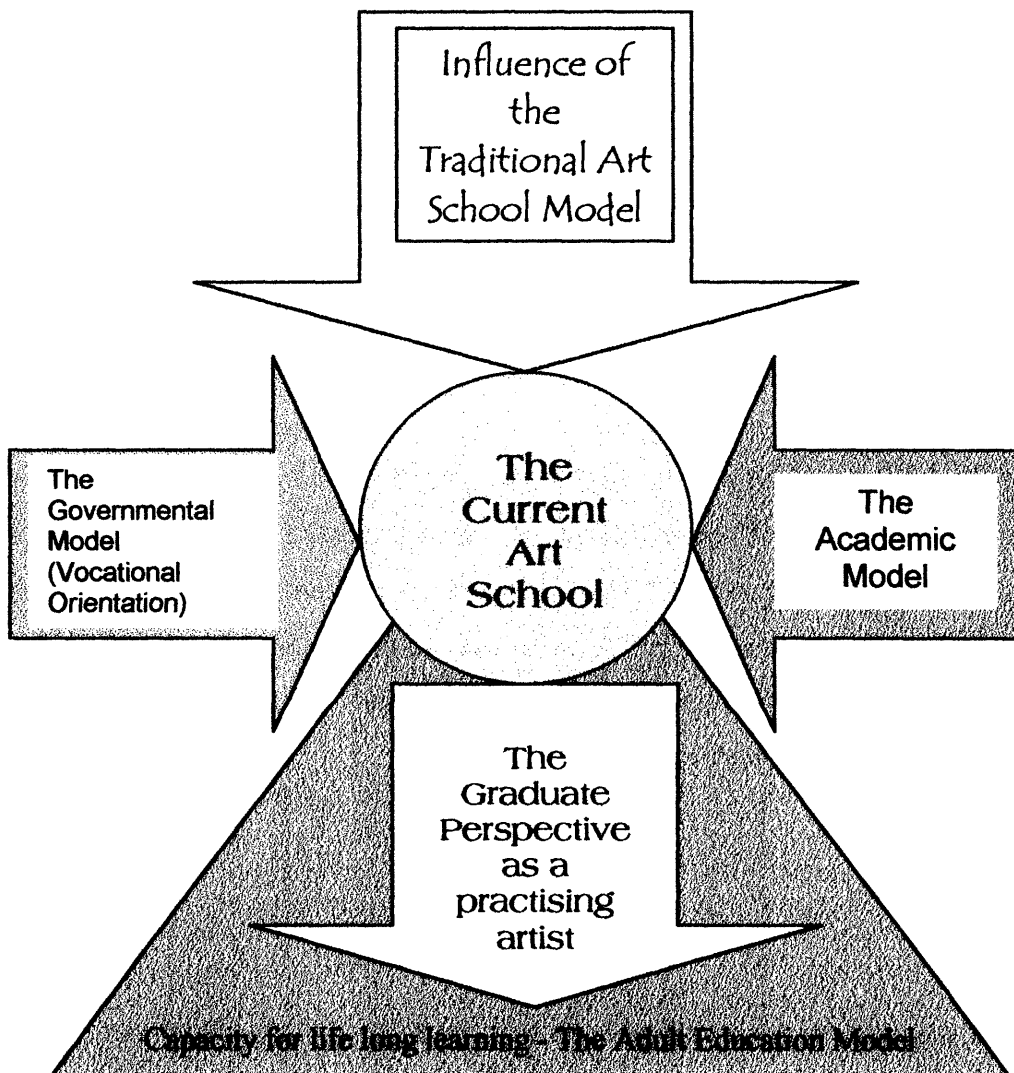 Influence of
the
Traditional Art
School Model
The
Governmental
Model
(Vocational
Orientation)
The
Current
Art
School
The
Academic
Model
The
Graduate
Perspective
as a
practising
artist
Capacity for life long learning - The Adult Education Model